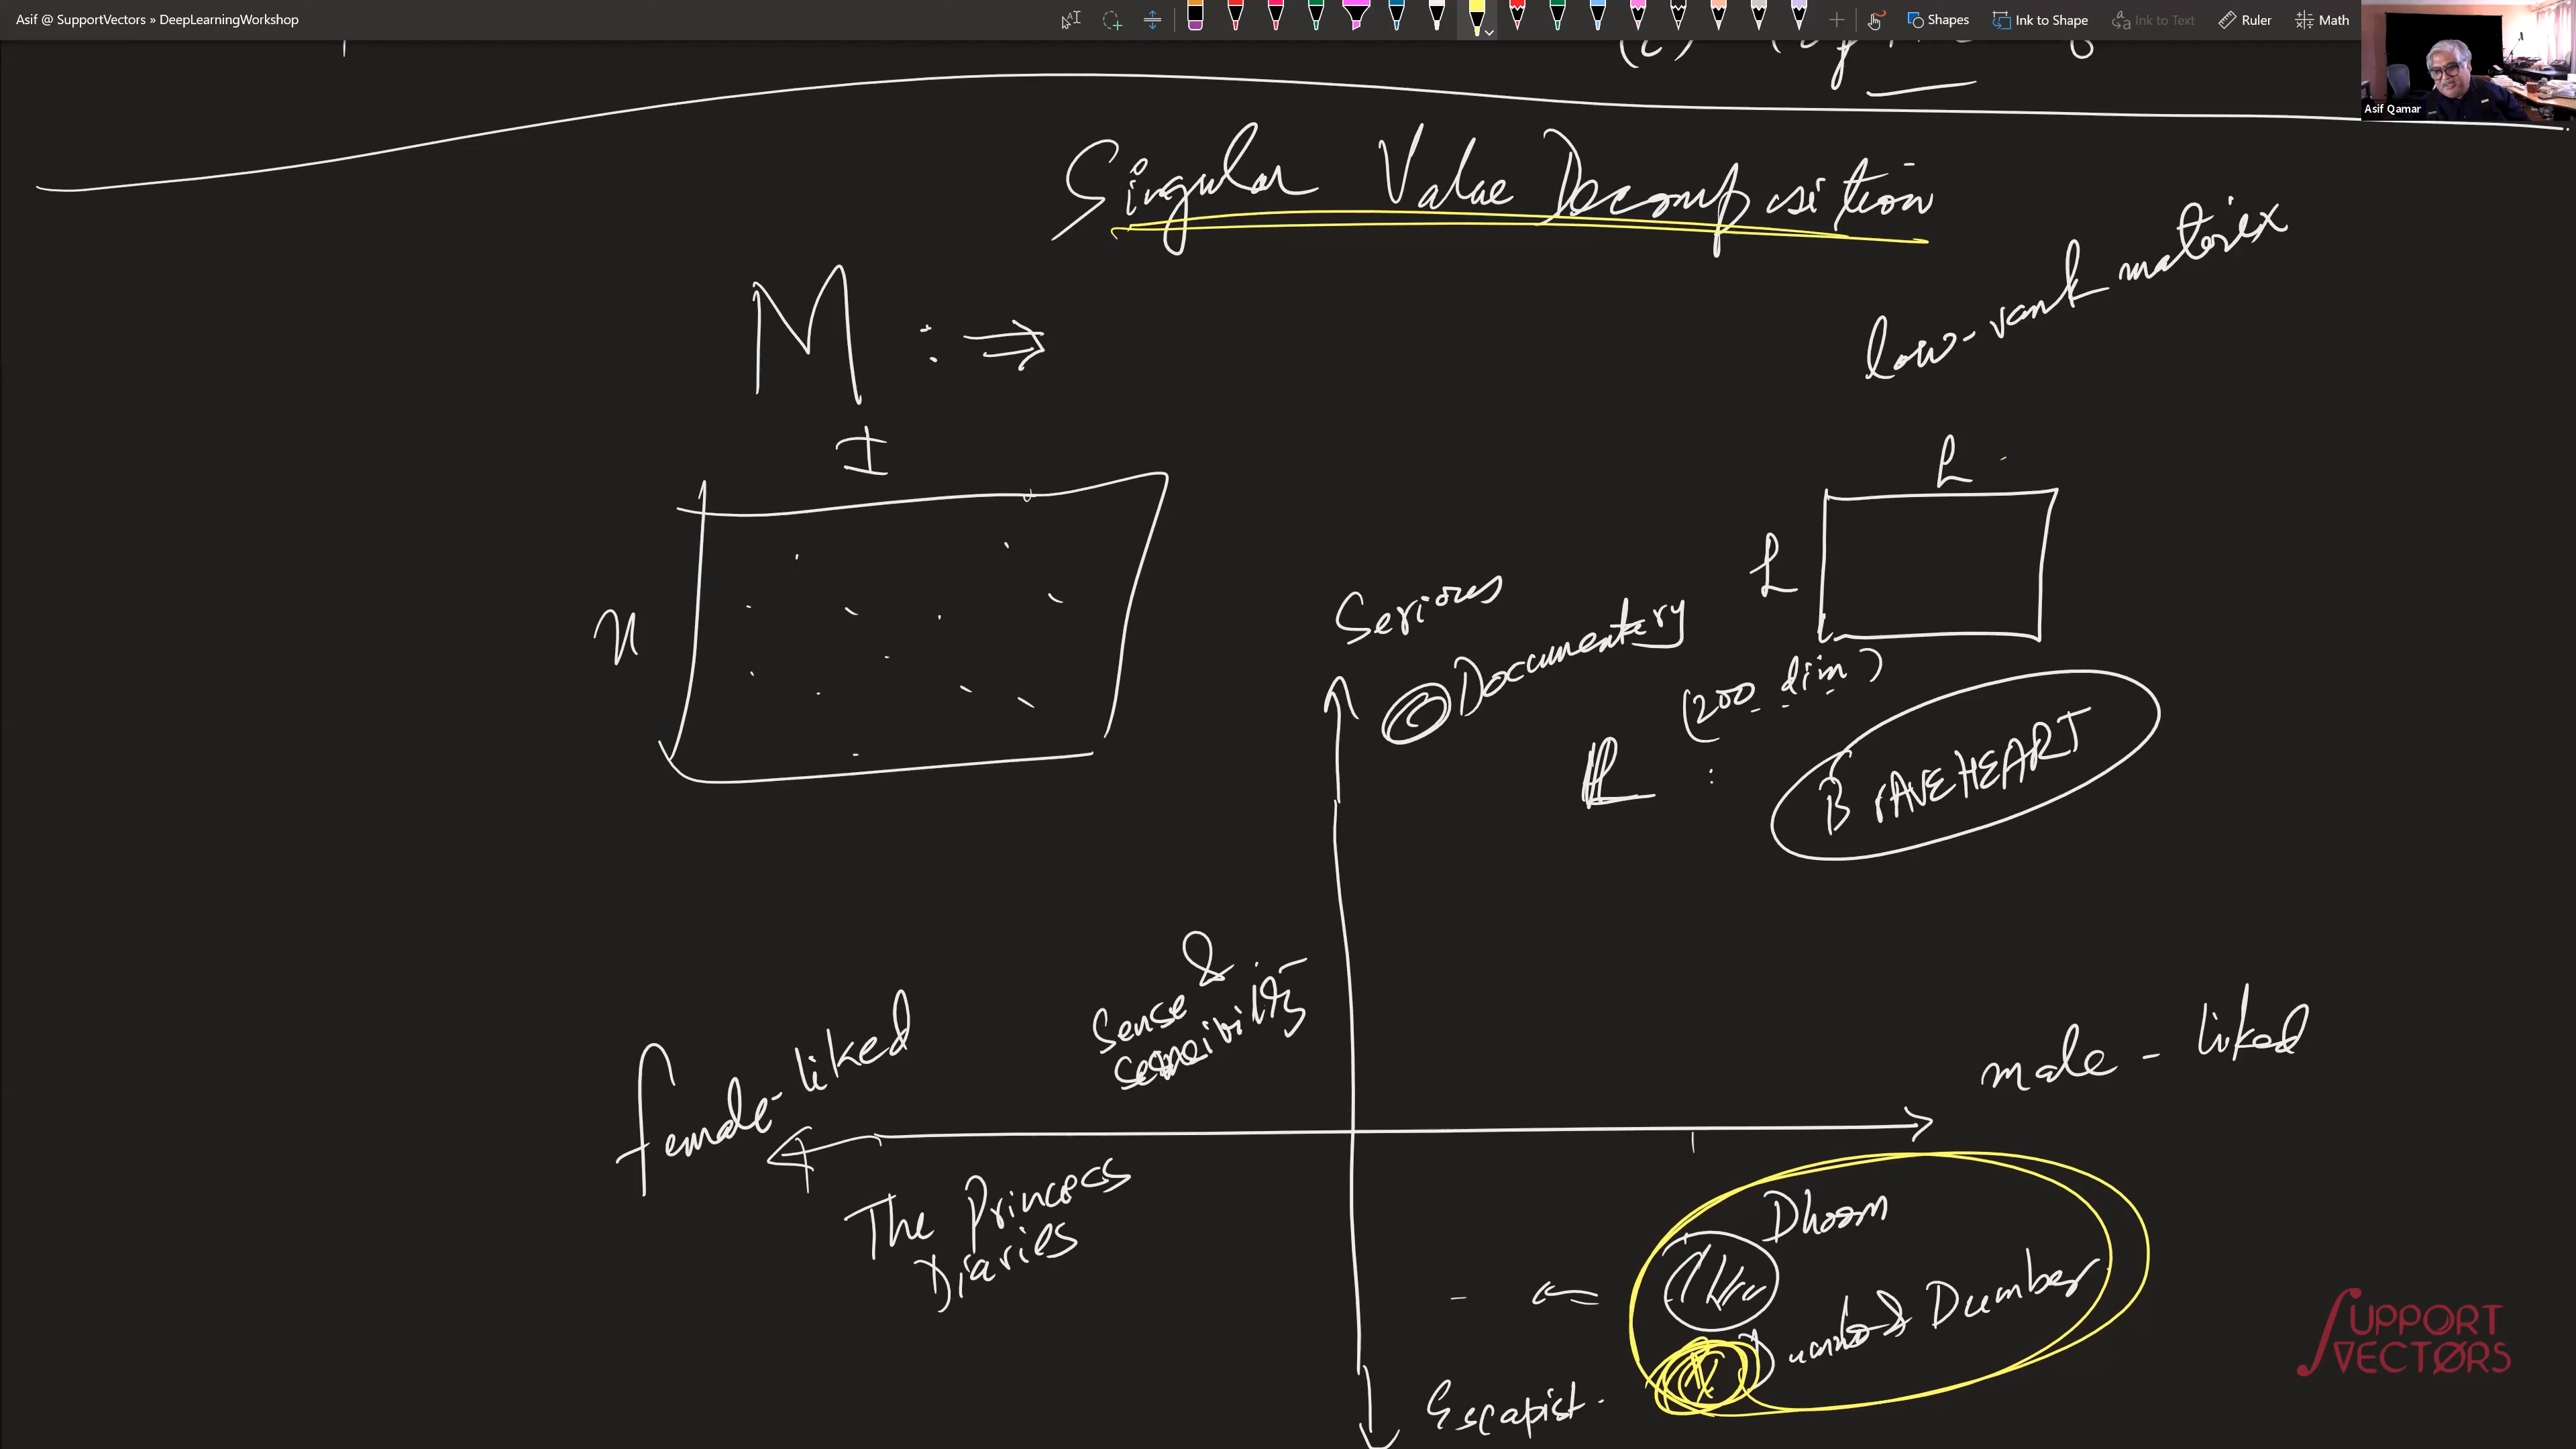 Asif @ SupportVectors » DeepLearningWorkshop
Shapes
Ink to Shape
Ink to Text
Ruler
Math
Asif Qamar
Singular Value Decomposition
low-rank matrix
M : ⇒
I
L
L
Serious
Documentary
(200 dim)
L :
BrAVEHEART
Sense &
Sensibility
female-liked
male - liked
The Princess
Diaries
Dhoom
Dumb & Dumber
Escapist
SUPPORT
VECTORS